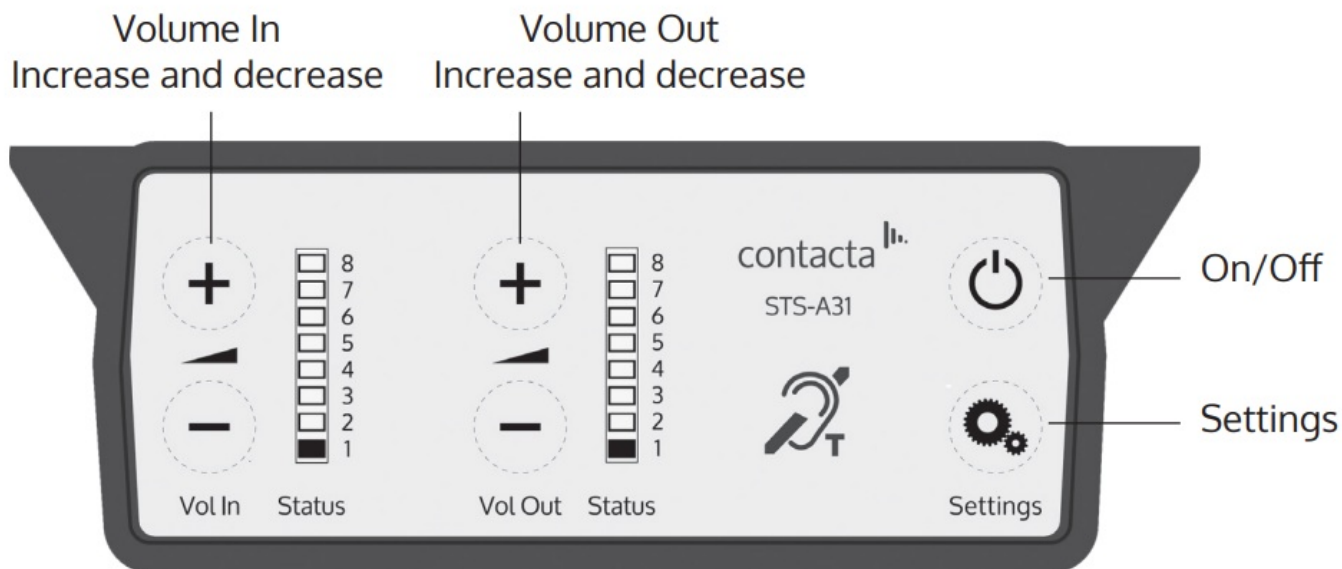 Volume In
Increase and decrease
Volume Out
Increase and decrease
8
7
6
5
4
3
2
1
Vol In
Status
8
7
6
5
4
3
2
1
Vol Out
Status
contacta
STS-A31
T
On/Off
Settings
Settings